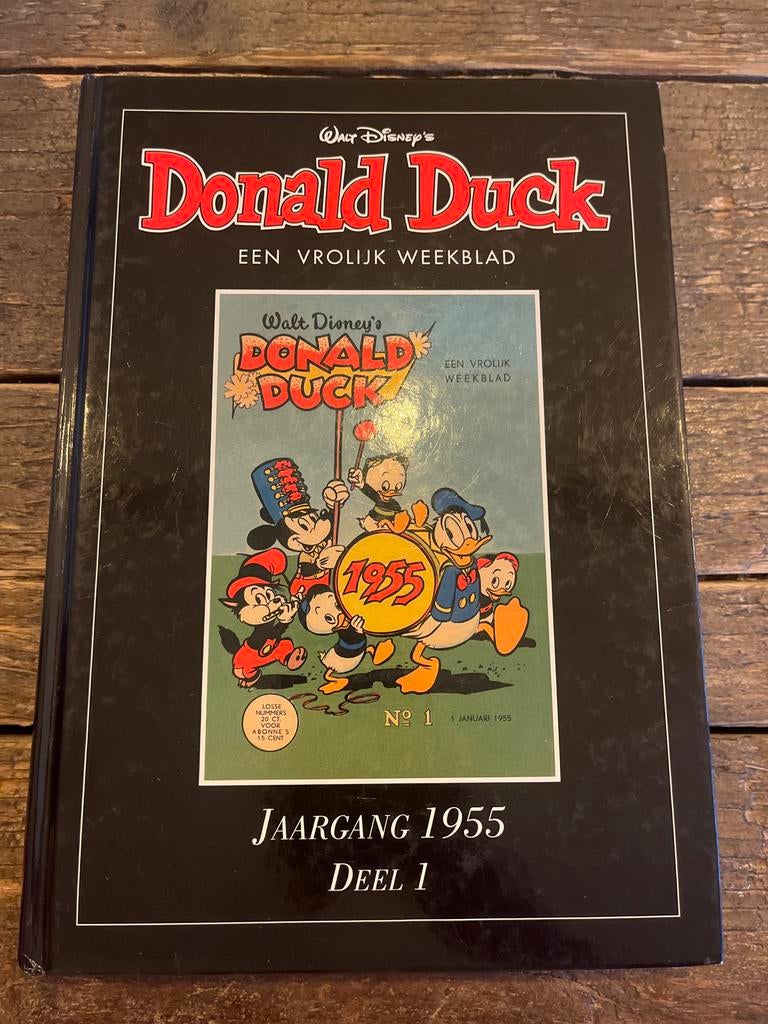 Walt Disney's
Donald Duck
EEN VROLIJK WEEKBLAD
Walt Disney's
DONALD
DUCK
EEN VROLIJK
WEEKBLAD
1955
LOSSE
NUMMERS
20 CT.
VOOR
ABONNE'S
15 CENT
No 1
1 JANUARI 1955
JAARGANG 1955
DEEL 1